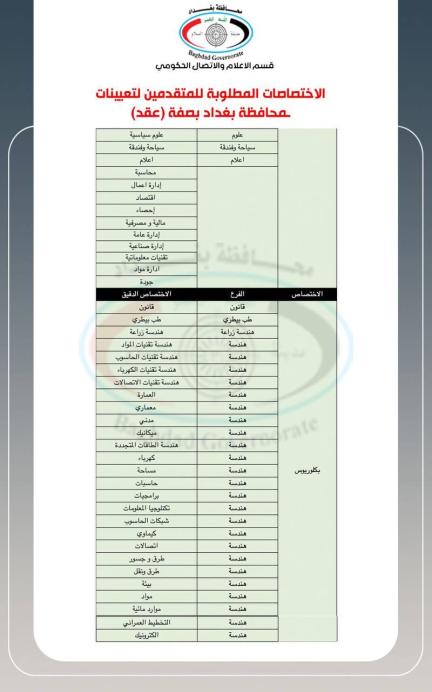 محافظة بغداد
Baghdad Governorate
قسم الاعلام والاتصال الحكومي
الاختصاصات المطلوبة للمتقدمين لتعيينات
محافظة بغداد بصفة (عقد)
علوم علوم سياسية
سياحة وفندقة سياحة وفندقة
اعلام اعلام
محاسبة
إدارة اعمال
اقتصاد
إحصاء
مالية و مصرفية
إدارة عامة
إدارة صناعية
تقنيات معلوماتية
ادارة مواد
جودة
الاختصاص الفرع الاختصاص الدقيق
بكلوريوس
قانون قانون
طب بيطري طب بيطري
هندسة زراعة هندسة زراعة
هندسة هندسة تقنيات المواد
هندسة هندسة تقنيات الحاسوب
هندسة هندسة تقنيات الكهرباء
هندسة هندسة تقنيات الاتصالات
هندسة العمارة
هندسة معماري
هندسة مدني
هندسة ميكانيك
هندسة هندسة الطاقات المتجددة
هندسة كهرباء
هندسة مساحة
هندسة حاسبات
هندسة برامجيات
هندسة تكنلوجيا المعلومات
هندسة شبكات الحاسوب
هندسة كيماوي
هندسة اتصالات
هندسة طرق و جسور
هندسة طرق ونقل
هندسة بيئة
هندسة مواد
هندسة موارد مائية
هندسة التخطيط العمراني
هندسة الكترونيك